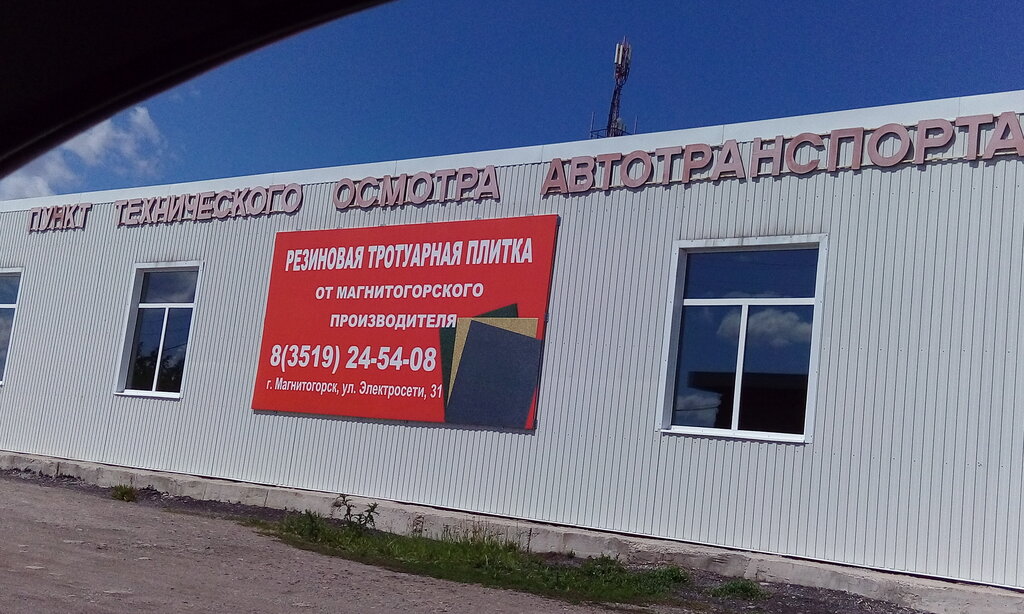 ПУНКТ ТЕХНИЧЕСКОГО ОСМОТРА АВТОТРАНСПОРТА
РЕЗИНОВАЯ ТРОТУАРНАЯ ПЛИТКА
ОТ МАГНИТОГОРСКОГО
ПРОИЗВОДИТЕЛЯ
8(3519) 24-54-08
г. Магнитогорск, ул. Электросети, 31